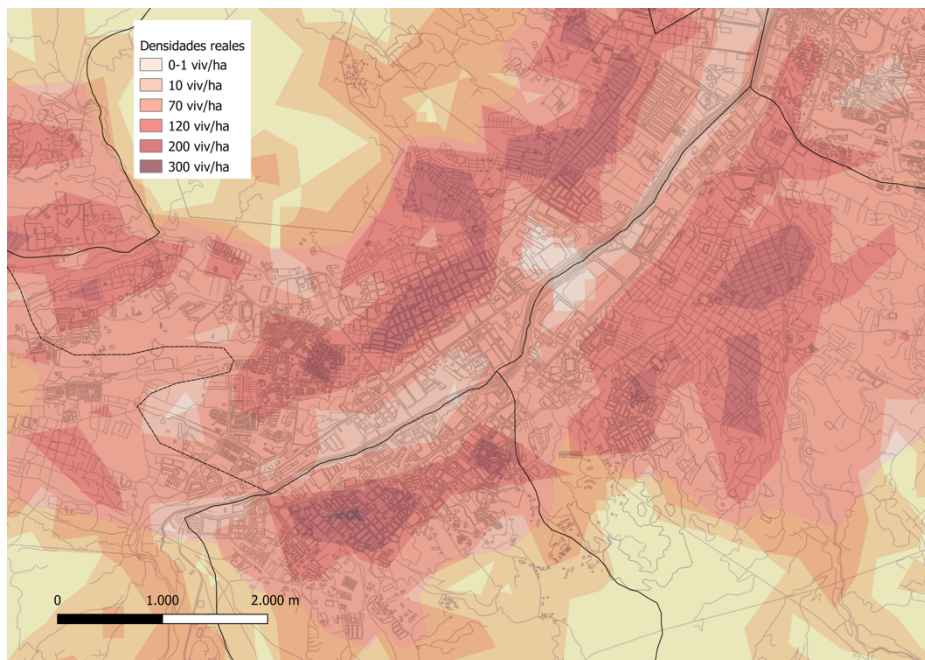 Densidades reales
0-1 viv/ha
10 viv/ha
70 viv/ha
120 viv/ha
200 viv/ha
300 viv/ha
0 1.000 2.000 m